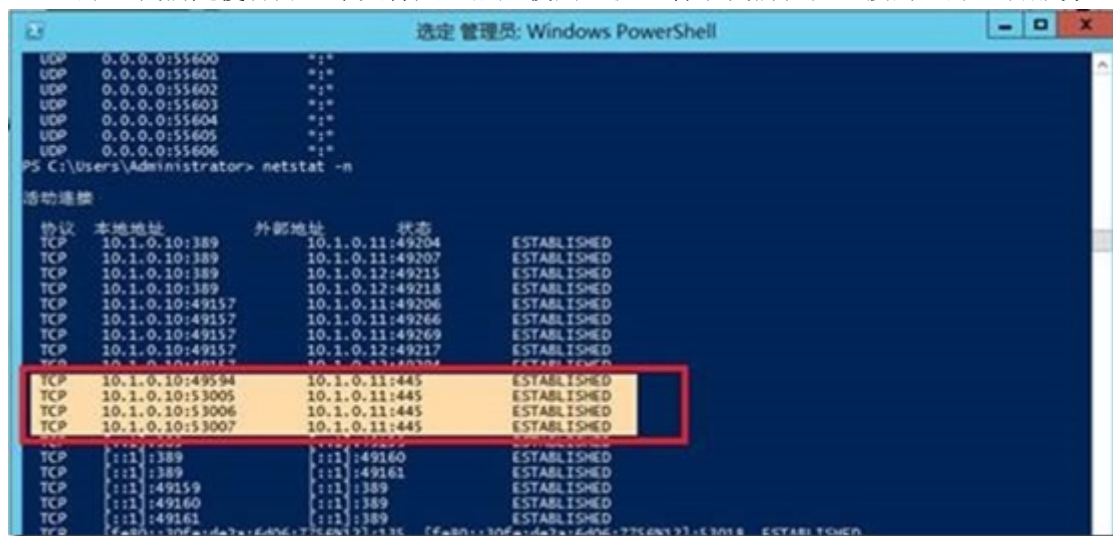 选定 管理员: Windows PowerShell
UDP 0.0.0.0:55600 *:*
UDP 0.0.0.0:55601 *:*
UDP 0.0.0.0:55602 *:*
UDP 0.0.0.0:55603 *:*
UDP 0.0.0.0:55604 *:*
UDP 0.0.0.0:55605 *:*
UDP 0.0.0.0:55606 *:*
PS C:\Users\Administrator> netstat -n
活动连接
协议 本地地址 外部地址 状态
TCP 10.1.0.10:389 10.1.0.11:49204 ESTABLISHED
TCP 10.1.0.10:389 10.1.0.11:49207 ESTABLISHED
TCP 10.1.0.10:389 10.1.0.12:49215 ESTABLISHED
TCP 10.1.0.10:389 10.1.0.12:49218 ESTABLISHED
TCP 10.1.0.10:49157 10.1.0.11:49206 ESTABLISHED
TCP 10.1.0.10:49157 10.1.0.11:49266 ESTABLISHED
TCP 10.1.0.10:49157 10.1.0.11:49269 ESTABLISHED
TCP 10.1.0.10:49157 10.1.0.12:49217 ESTABLISHED
TCP 10.1.0.10:49157 ESTABLISHED
TCP 10.1.0.10:49594 10.1.0.11:445 ESTABLISHED
TCP 10.1.0.10:53005 10.1.0.11:445 ESTABLISHED
TCP 10.1.0.10:53006 10.1.0.11:445 ESTABLISHED
TCP 10.1.0.10:53007 10.1.0.11:445 ESTABLISHED
TCP ESTABLISHED
TCP [::1]:389 [::1]:49160 ESTABLISHED
TCP [::1]:389 [::1]:49161 ESTABLISHED
TCP [::1]:49159 [::1]:389 ESTABLISHED
TCP [::1]:49160 [::1]:389 ESTABLISHED
TCP [::1]:49161 [::1]:389 ESTABLISHED
TCP ESTABLISHED